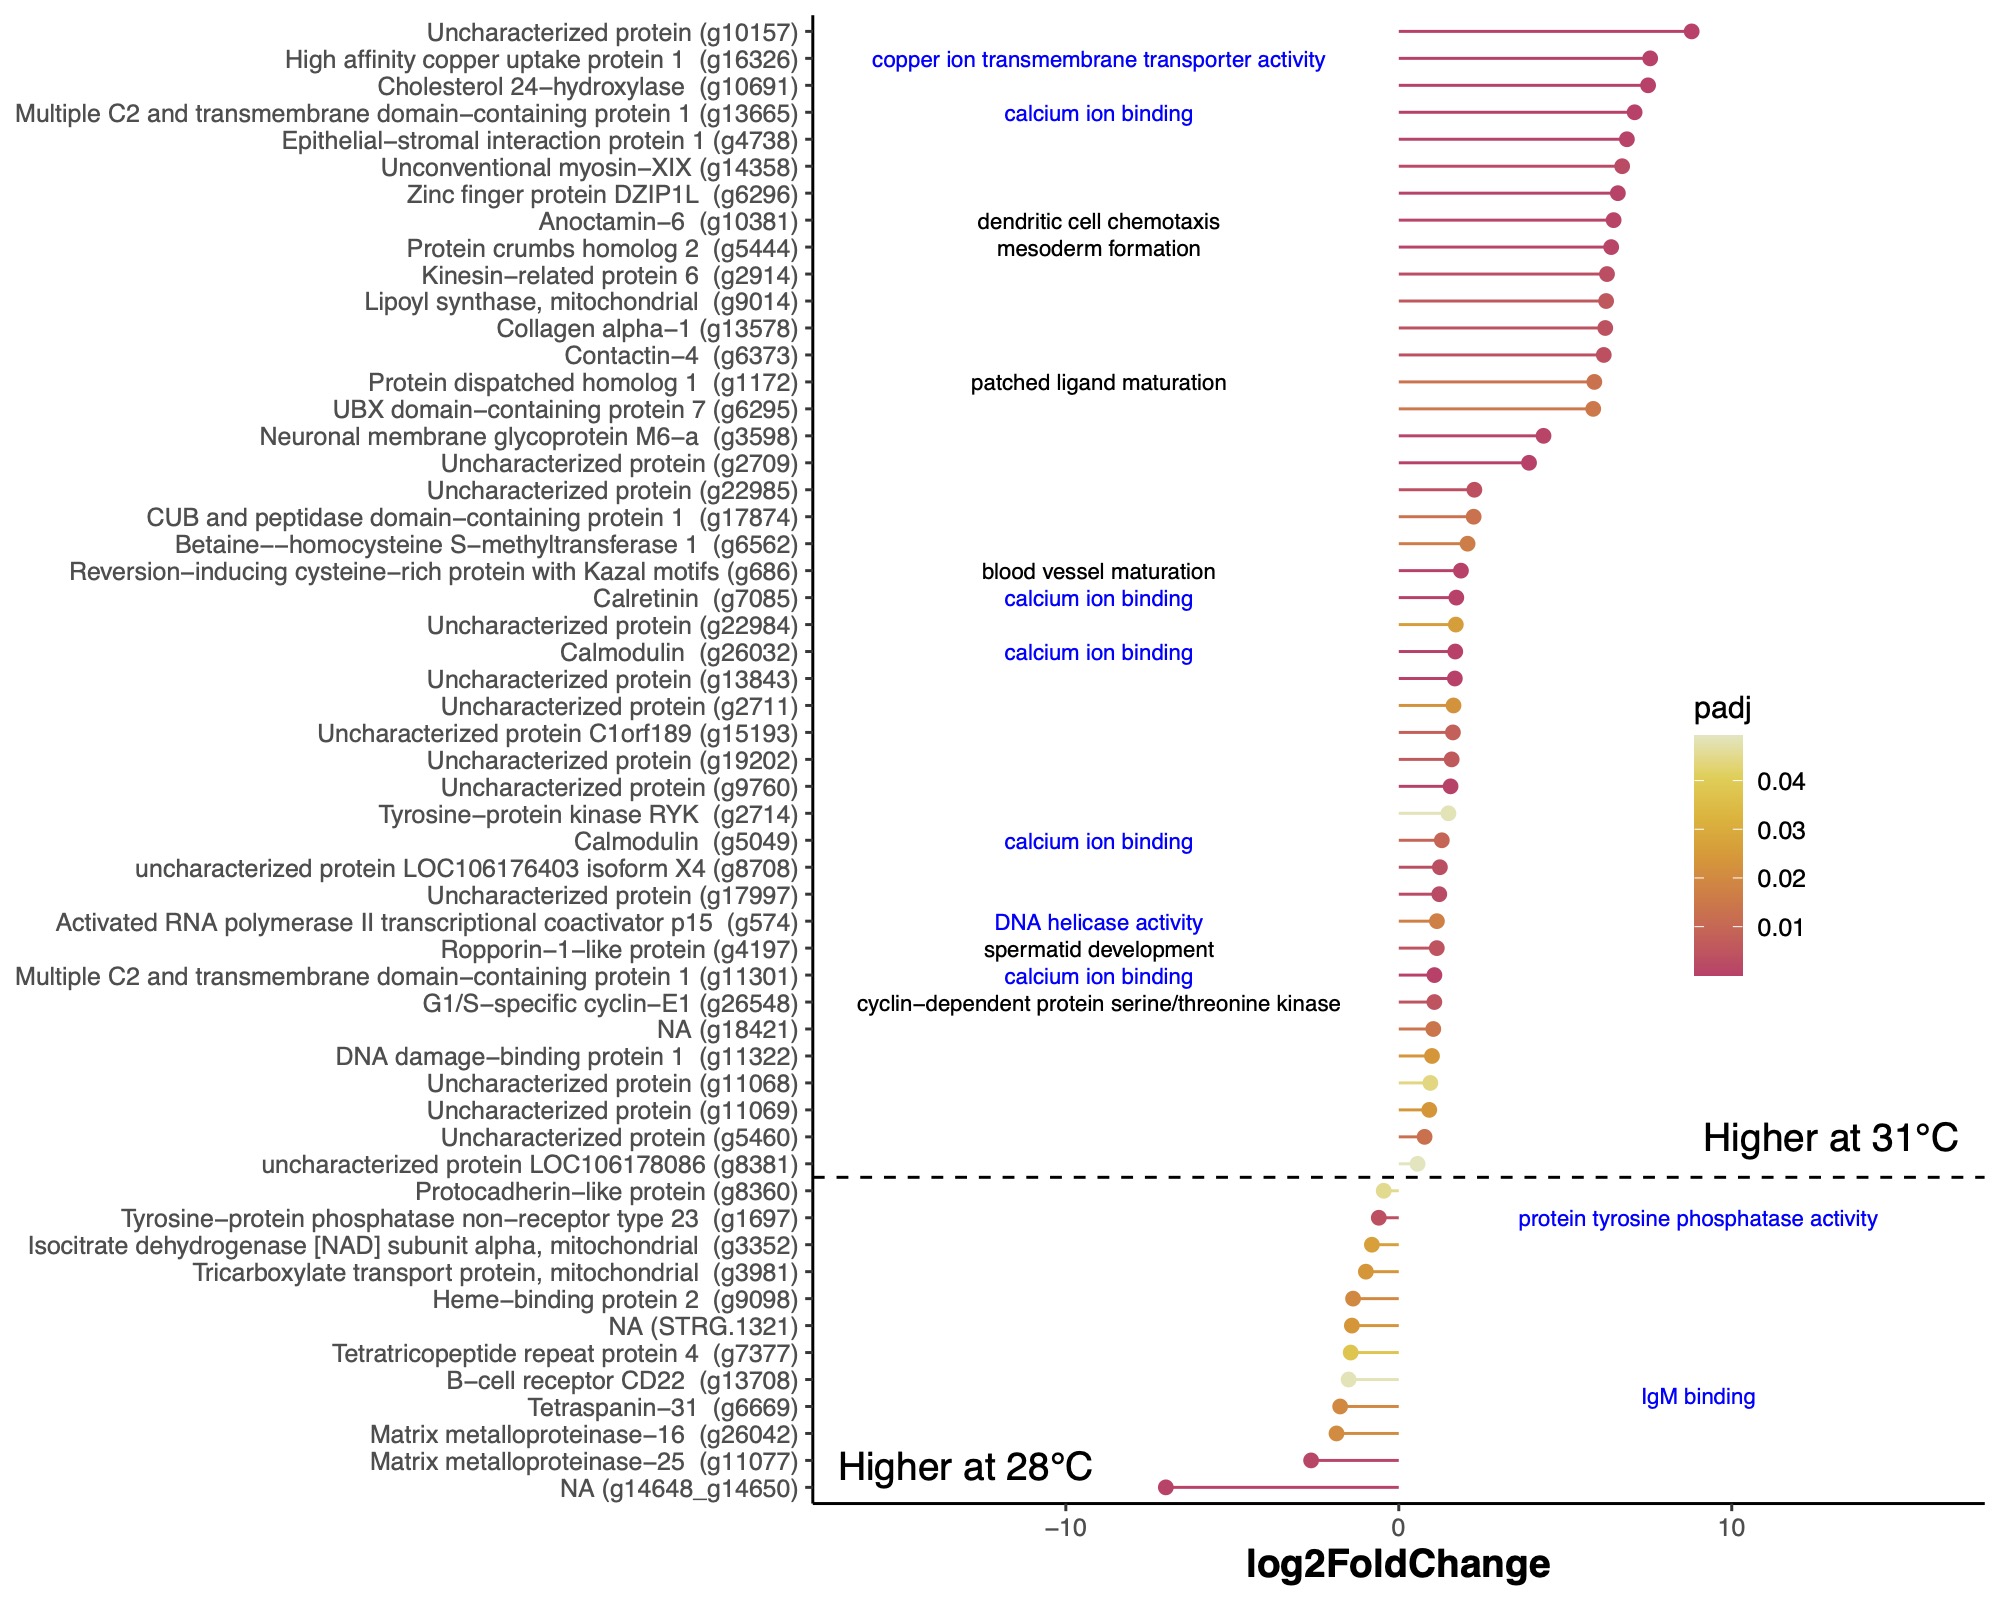 Uncharacterized protein (g10157)
High affinity copper uptake protein 1 (g16326) copper ion transmembrane transporter activity
Cholesterol 24−hydroxylase (g10691)
Multiple C2 and transmembrane domain−containing protein 1 (g13665) calcium ion binding
Epithelial−stromal interaction protein 1 (g4738)
Unconventional myosin−XIX (g14358)
Zinc finger protein DZIP1L (g6296)
Anoctamin−6 (g10381) dendritic cell chemotaxis
Protein crumbs homolog 2 (g5444) mesoderm formation
Kinesin−related protein 6 (g2914)
Lipoyl synthase, mitochondrial (g9014)
Collagen alpha−1 (g13578)
Contactin−4 (g6373)
Protein dispatched homolog 1 (g1172) patched ligand maturation
UBX domain−containing protein 7 (g6295)
Neuronal membrane glycoprotein M6−a (g3598)
Uncharacterized protein (g2709)
Uncharacterized protein (g22985)
CUB and peptidase domain−containing protein 1 (g17874)
Betaine−−homocysteine S−methyltransferase 1 (g6562)
Reversion−inducing cysteine−rich protein with Kazal motifs (g686) blood vessel maturation
Calretinin (g7085) calcium ion binding
Uncharacterized protein (g22984)
Calmodulin (g26032) calcium ion binding
Uncharacterized protein (g13843)
Uncharacterized protein (g2711)
Uncharacterized protein C1orf189 (g15193)
Uncharacterized protein (g19202)
Uncharacterized protein (g9760)
Tyrosine−protein kinase RYK (g2714)
Calmodulin (g5049) calcium ion binding
uncharacterized protein LOC106176403 isoform X4 (g8708)
Uncharacterized protein (g17997)
Activated RNA polymerase II transcriptional coactivator p15 (g574) DNA helicase activity
Ropporin−1−like protein (g4197) spermatid development
Multiple C2 and transmembrane domain−containing protein 1 (g11301) calcium ion binding
G1/S−specific cyclin−E1 (g26548) cyclin−dependent protein serine/threonine kinase
NA (g18421)
DNA damage−binding protein 1 (g11322)
Uncharacterized protein (g11068)
Uncharacterized protein (g11069)
Uncharacterized protein (g5460)
uncharacterized protein LOC106178086 (g8381)
Protocadherin−like protein (g8360)
Tyrosine−protein phosphatase non−receptor type 23 (g1697) protein tyrosine phosphatase activity
Isocitrate dehydrogenase [NAD] subunit alpha, mitochondrial (g3352)
Tricarboxylate transport protein, mitochondrial (g3981)
Heme−binding protein 2 (g9098)
NA (STRG.1321)
Tetratricopeptide repeat protein 4 (g7377)
B−cell receptor CD22 (g13708)
IgM binding
Tetraspanin−31 (g6669)
Matrix metalloproteinase−16 (g26042)
Matrix metalloproteinase−25 (g11077)
NA (g14648_g14650)
padj
0.04
0.03
0.02
0.01
Higher at 31°C
Higher at 28°C
−10 0 10
log2FoldChange